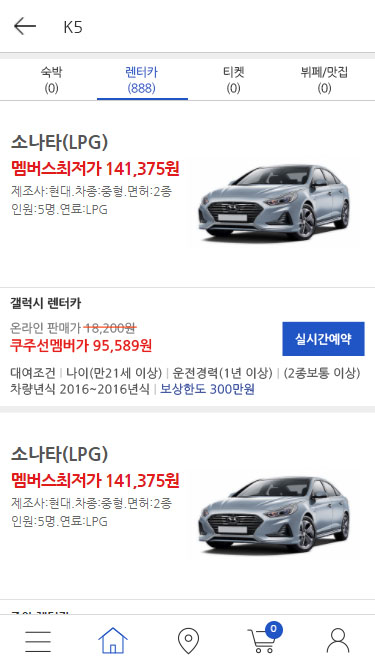 K5
숙박
(0)
렌터카
(888)
티켓
(0)
뷔페/맛집
(0)
소나타(LPG)
멤버스최저가 141,375원
제조사:현대.차종:중형.면허:2종
인원:5명.연료:LPG
갤럭시 렌터카
온라인 판매가 18,200원
쿠주선멤버가 95,589원
실시간예약
대여조건 | 나이(만21세 이상) | 운전경력(1년 이상) | (2종보통 이상)
차량년식 2016~2016년식 | 보상한도 300만원
소나타(LPG)
멤버스최저가 141,375원
제조사:현대.차종:중형.면허:2종
인원:5명.연료:LPG
0